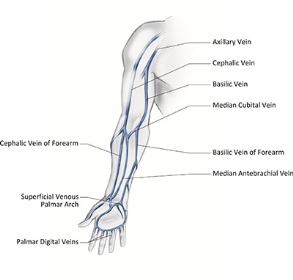 Axillary Vein
Cephalic Vein
Basilic Vein
Median Cubital Vein
Cephalic Vein of Forearm
Basilic Vein of Forearm
Median Antebrachial Vein
Superficial Venous
Palmar Arch
Palmar Digital Veins